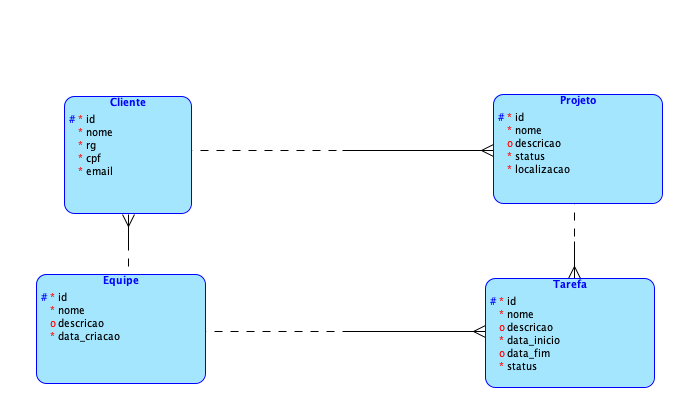 Cliente
# * id
* nome
* rg
* cpf
* email
Projeto
# * id
* nome
o descricao
* status
* localizacao
Equipe
# * id
* nome
o descricao
* data_criacao
Tarefa
# * id
* nome
o descricao
* data_inicio
o data_fim
* status